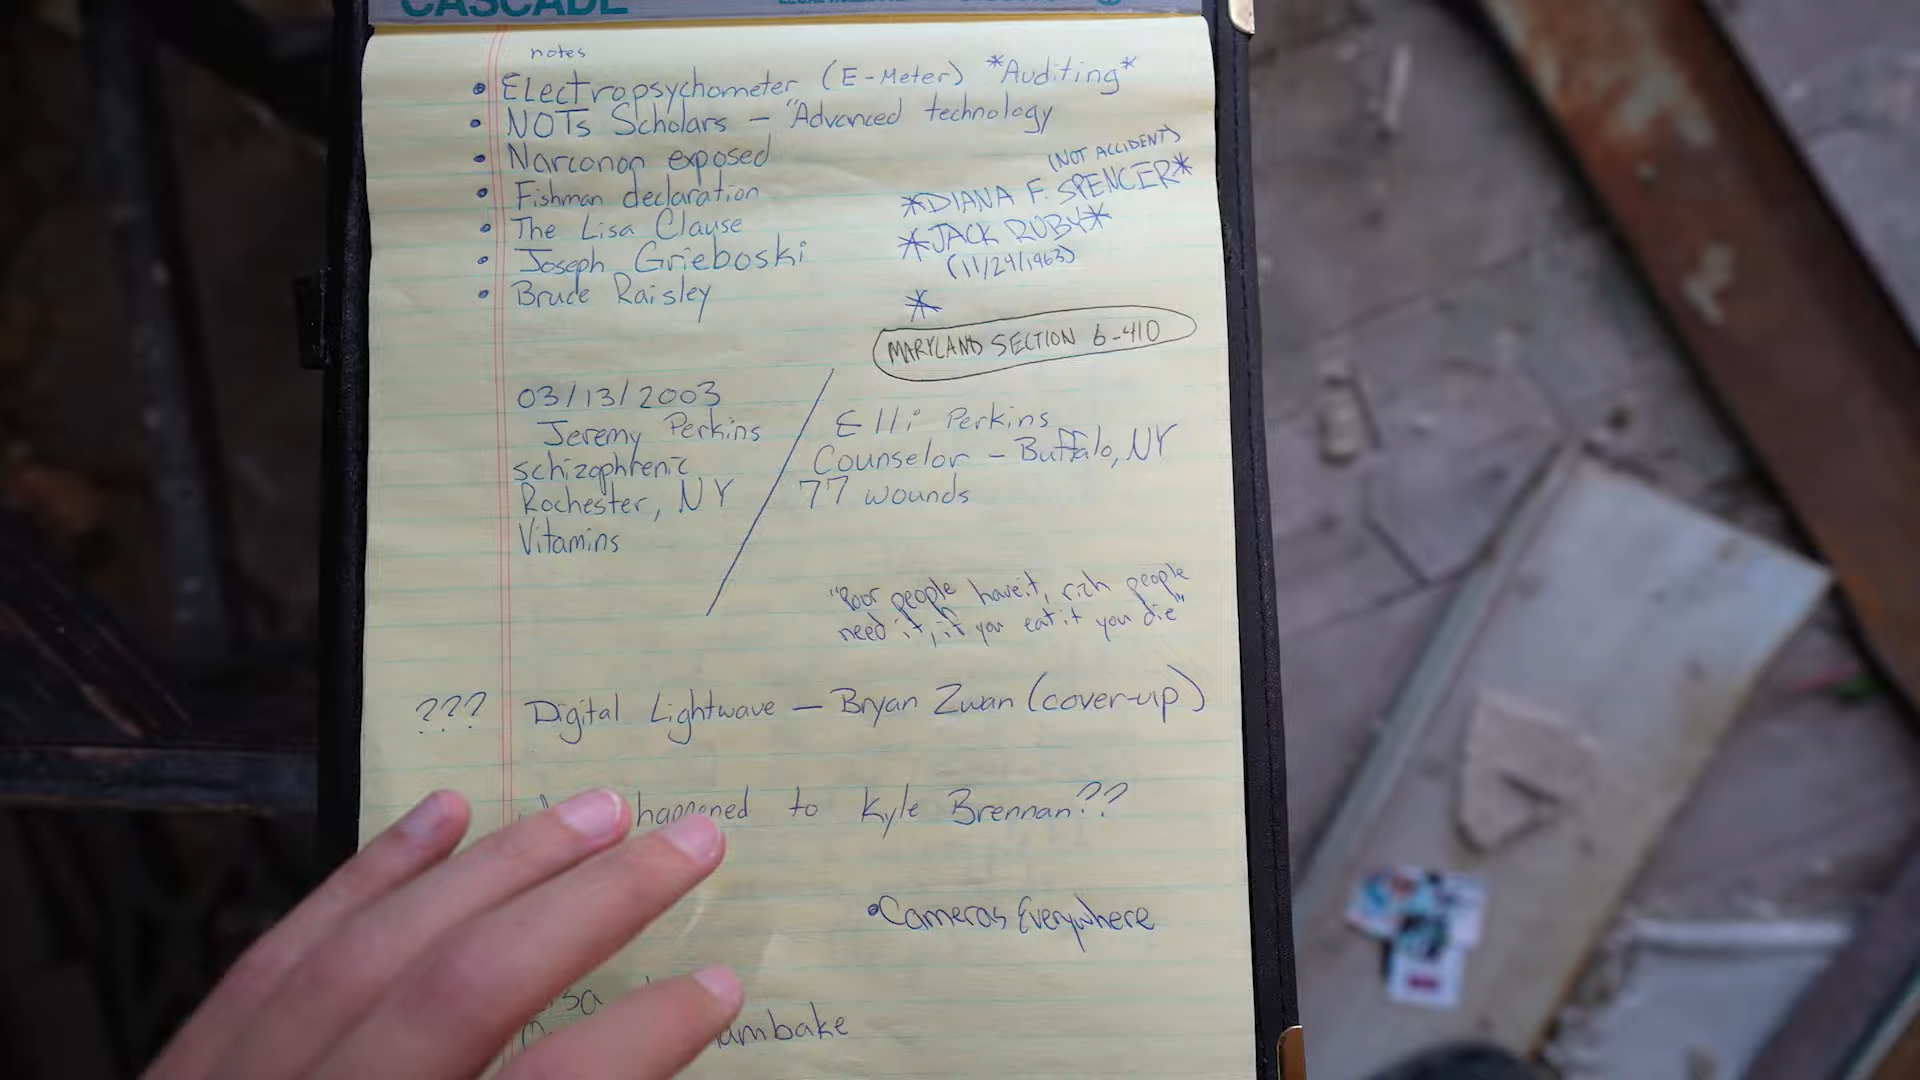 CASCADE
notes
• Electropsychometer (E-Meter) *Auditing*
• NOTs Scholars - "Advanced technology
• Narconon exposed
• Fishman declaration
• The Lisa Clause
• Joseph Grieboski
• Bruce Raisley
(NOT ACCIDENT)
*DIANA F. SPENCER*
*JACK RUBY*
(11/24/1963)
*
MARYLAND SECTION 6-410
03/13/2003
Jeremy Perkins
schizophrenic
Rochester, NY
Vitamins
Elli Perkins
Counselor - Buffalo, NY
77 wounds
"Poor people have it, rich people
need it, if you eat it you die"
??? Digital Lightwave - Bryan Zwan (cover-up)
happened to Kyle Brennan??
• Cameras Everywhere